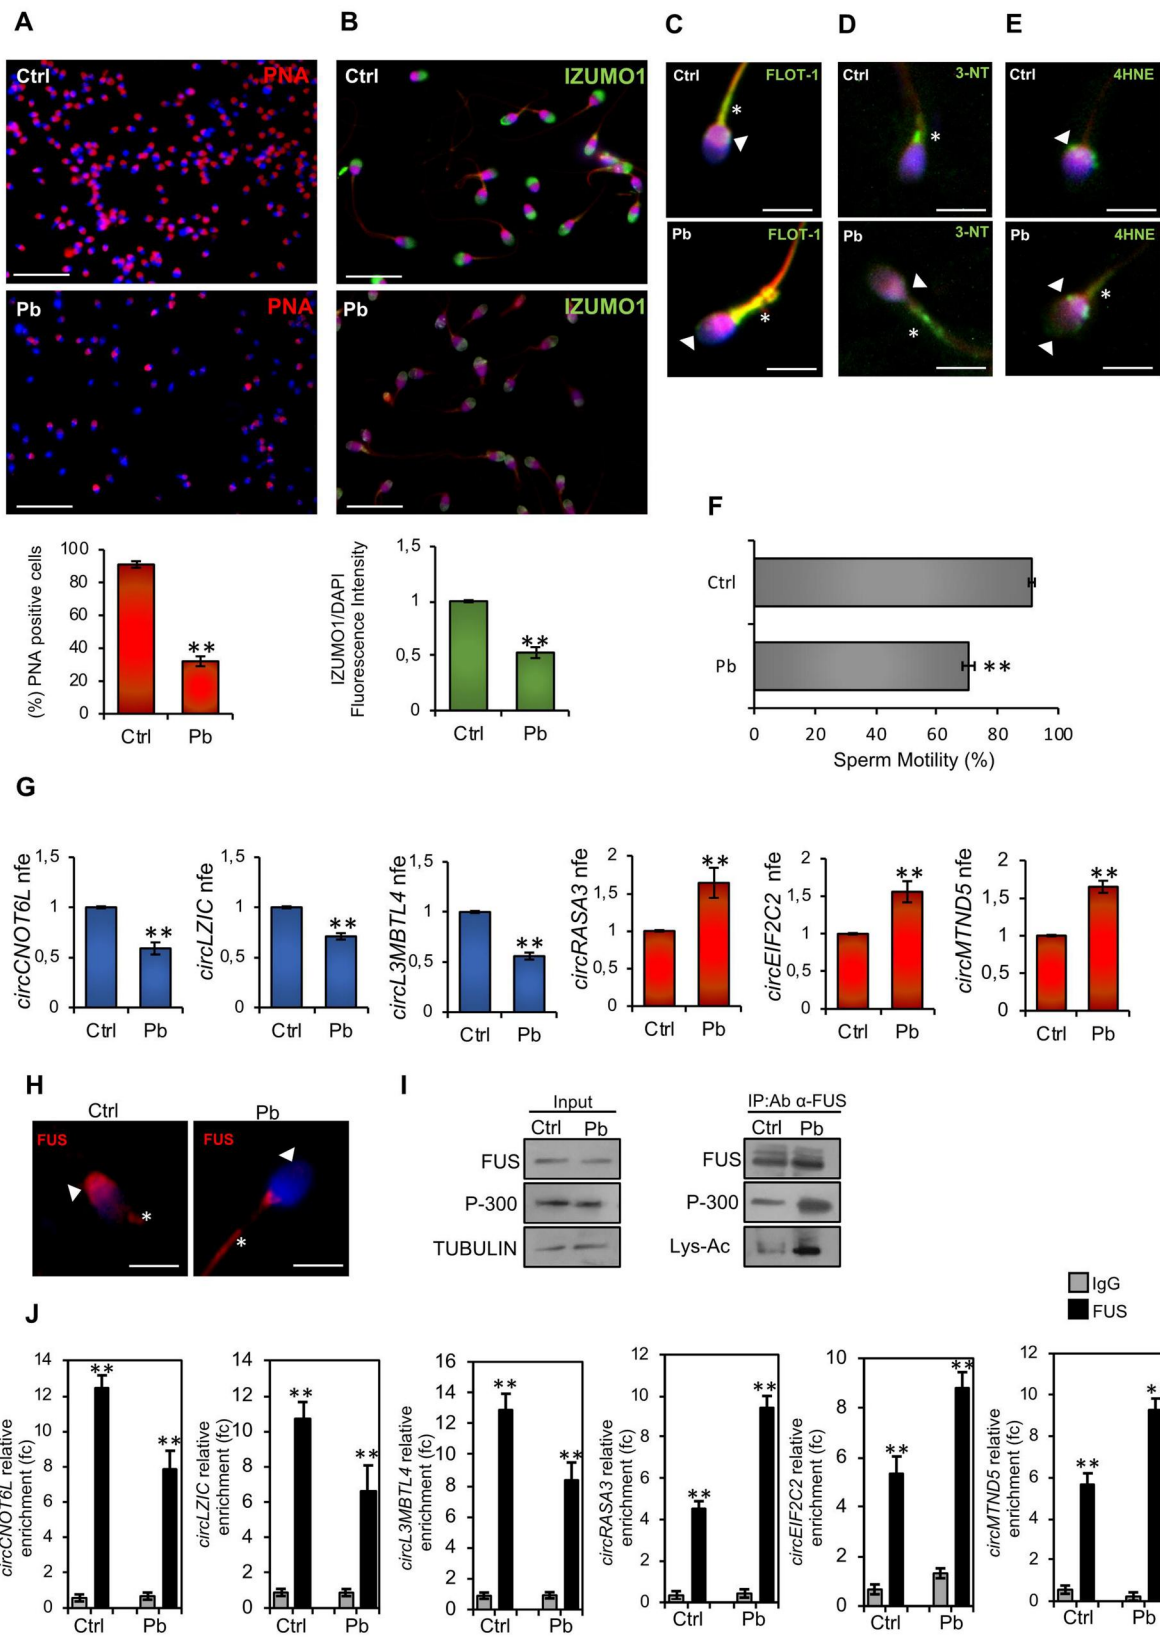 A
B
C
D
E
Ctrl
PNA
Ctrl
IZUMO1
Ctrl
FLOT-1
Ctrl
3-NT
Ctrl
4HNE
*
*
Pb
FLOT-1
Pb
3-NT
Pb
4HNE
*
*
*
Pb
PNA
Pb
IZUMO1
(%) PNA positive cells
100
80
60
40
20
0
**
Ctrl
Pb
IZUMO1/DAPI
Fluorescence Intensity
1,5
1
0,5
0
**
Ctrl
Pb
F
Ctrl
Pb
**
0
20
40
60
80
100
Sperm Motility (%)
G
circCNOT6L nfe
1,5
1
0,5
0
**
Ctrl
Pb
circLZIC nfe
1,5
1
0,5
0
**
Ctrl
Pb
circL3MBTL4 nfe
1,5
1
0,5
0
**
Ctrl
Pb
circRASA3 nfe
2
1,5
1
0,5
0
**
Ctrl
Pb
circEIF2C2 nfe
2
1,5
1
0,5
0
**
Ctrl
Pb
circMTND5 nfe
2
1,5
1
0,5
0
**
Ctrl
Pb
H
Ctrl
Pb
FUS
FUS
*
*
I
Input
Ctrl
Pb
FUS
P-300
TUBULIN
IP:Ab α-FUS
Ctrl
Pb
FUS
P-300
Lys-Ac
IgG
FUS
J
circCNOT6L relative
enrichment (fc)
14
12
10
8
6
4
2
0
**
**
Ctrl
Pb
circLZIC relative
enrichment (fc)
14
12
10
8
6
4
2
0
**
**
Ctrl
Pb
circL3MBTL4 relative
enrichment (fc)
16
14
12
10
8
6
4
2
0
**
**
Ctrl
Pb
circRASA3 relative
enrichment (fc)
12
10
8
6
4
2
0
**
**
Ctrl
Pb
circEIF2C2 relative
enrichment (fc)
10
8
6
4
2
0
**
**
Ctrl
Pb
circMTND5 relative
enrichment (fc)
12
10
8
6
4
2
0
**
*
Ctrl
Pb